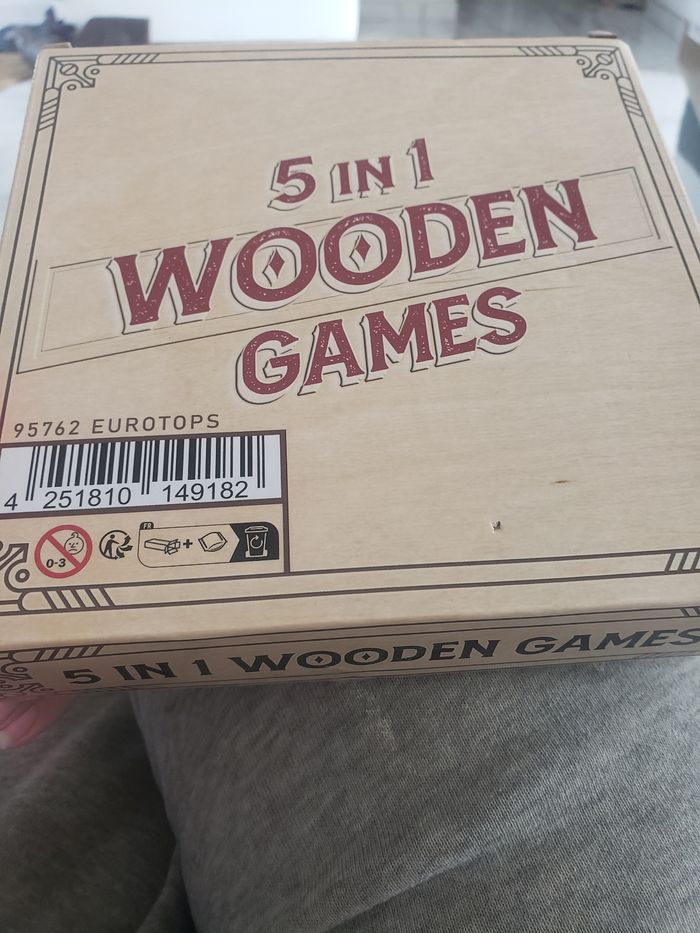 5 IN 1
WOODEN
GAMES
95762 EUROTOPS
4 251810 149182
0-3
FR
+
5 IN 1 WOODEN GAMES